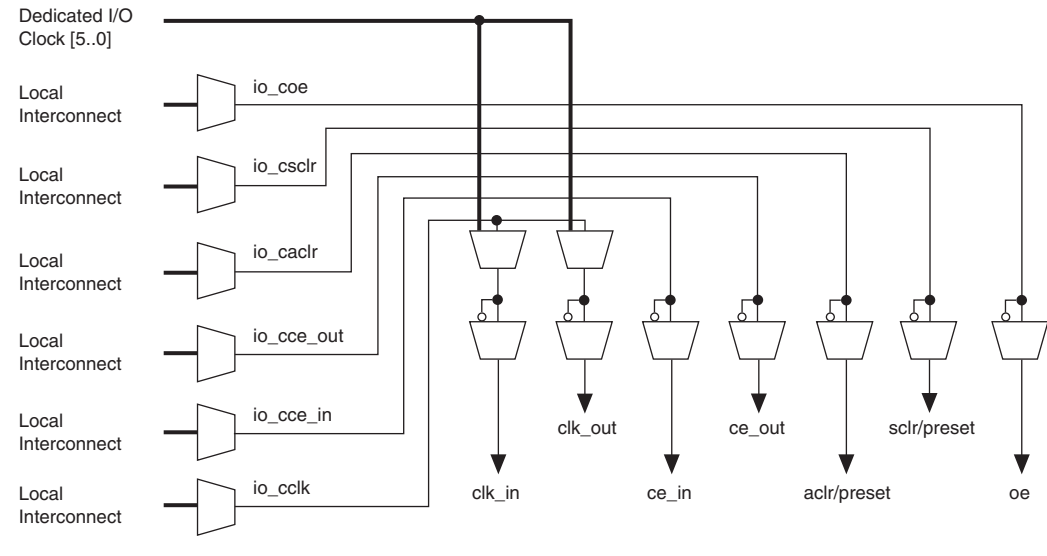 Dedicated I/O
Clock [5..0]
Local
Interconnect
io_coe
Local
Interconnect
io_csclr
Local
Interconnect
io_caclr
Local
Interconnect
io_cce_out
Local
Interconnect
io_cce_in
Local
Interconnect
io_cclk
clk_out
ce_out
sclr/preset
clk_in
ce_in
aclr/preset
oe